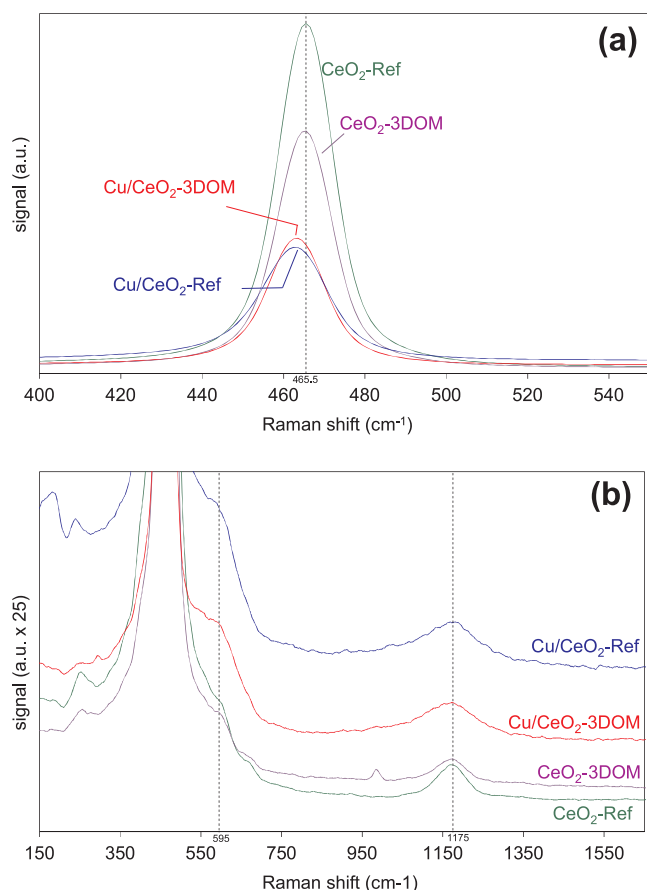 (a)
CeO₂-Ref
CeO₂-3DOM
Cu/CeO₂-3DOM
Cu/CeO₂-Ref
signal (a.u.)
400 420 440 460 465.5 480 500 520 540
Raman shift (cm⁻¹)
(b)
Cu/CeO₂-Ref
Cu/CeO₂-3DOM
CeO₂-3DOM
CeO₂-Ref
signal (a.u. x 25)
150 350 550 595 750 950 1150 1175 1350 1550
Raman shift (cm-1)